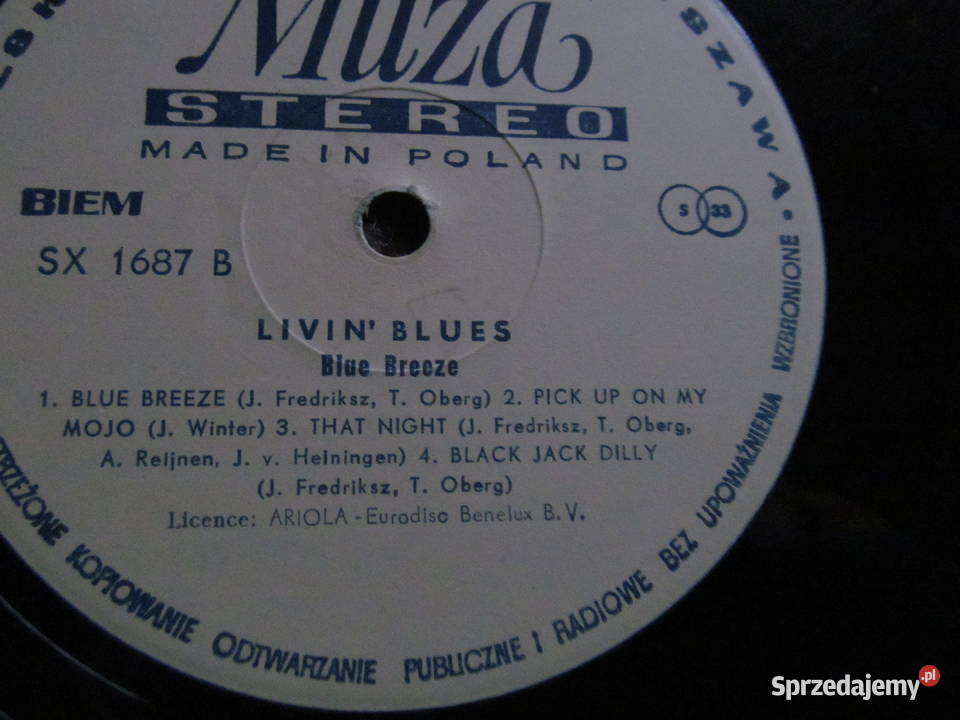 Muza
STEREO
MADE IN POLAND
BIEM
S 33
SX 1687 B
LIVIN' BLUES
Blue Breeze
1. BLUE BREEZE (J. Fredriksz, T. Oberg) 2. PICK UP ON MY
MOJO (J. Winter) 3. THAT NIGHT (J. Fredriksz, T. Oberg,
A. Reijnen, J. v. Heiningen) 4. BLACK JACK DILLY
(J. Fredriksz, T. Oberg)
Licence: ARIOLA - Eurodisc Benelux B. V.
KOPIOWANIE ODTWARZANIE PUBLICZNE I RADIOWE BEZ UPOWAŻNIENIA WZBRONIONE
Sprzedajemy.pl